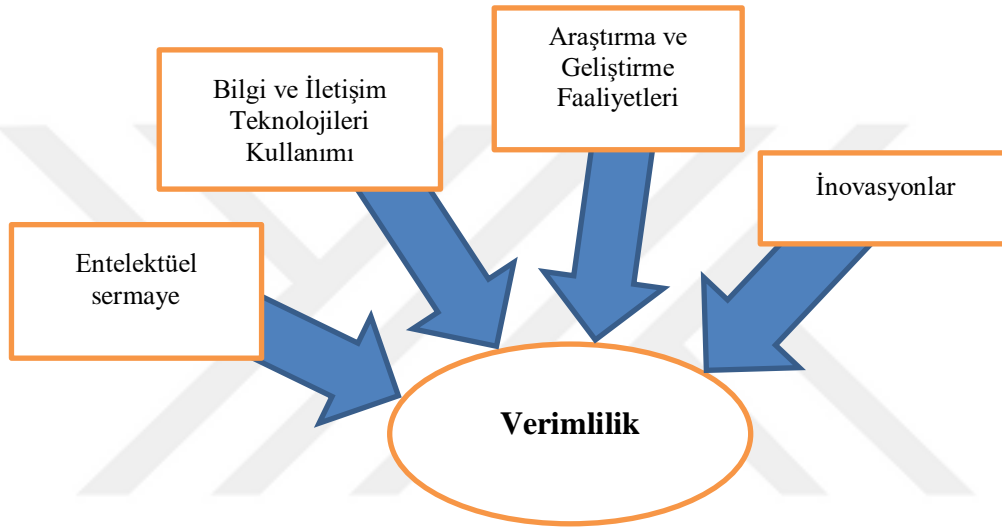 Araştırma ve
Geliştirme
Faaliyetleri
Bilgi ve İletişim
Teknolojileri
Kullanımı
İnovasyonlar
Entelektüel
sermaye
Verimlilik